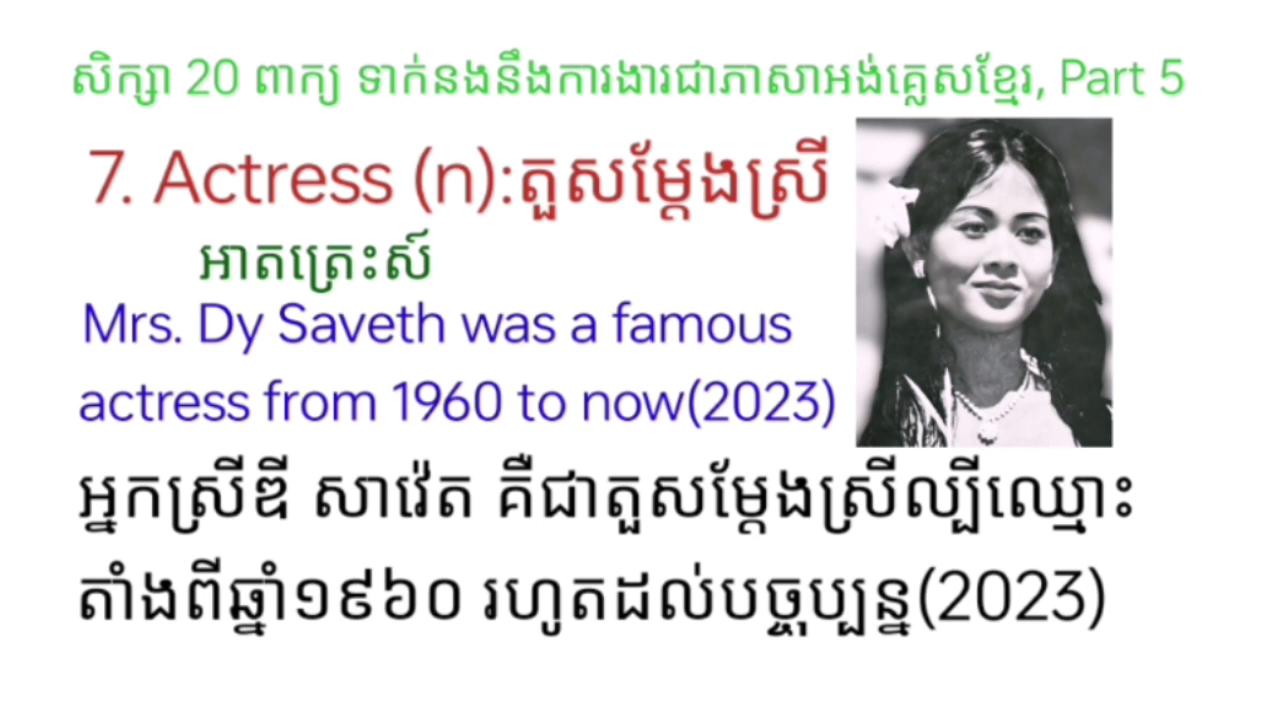 សិក្សា 20 ពាក្យ ទាក់នងនឹងការងារជាភាសាអង់គ្លេសខ្មែរ, Part 5
7. Actress (n):តួសម្ដែងស្រី
អាតត្រេះស៍
Mrs. Dy Saveth was a famous
actress from 1960 to now(2023)
អ្នកស្រីឌី សាវ៉េត គឺជាតួសម្ដែងស្រីល្បីឈ្មោះ
តាំងពីឆ្នាំ១៩៦០ រហូតដល់បច្ចុប្បន្ន(2023)